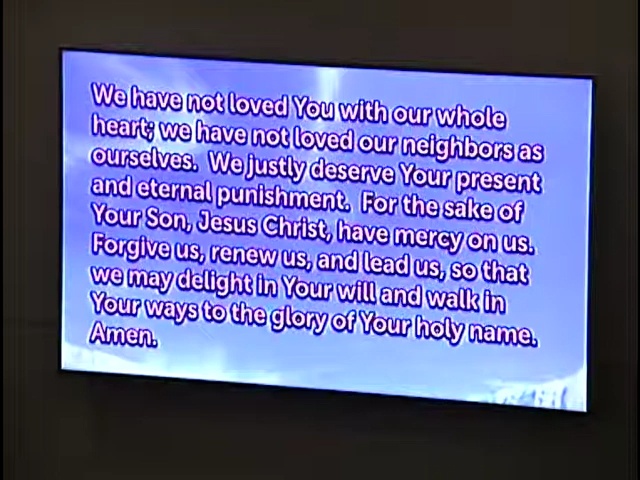 We have not loved You with our whole
heart; we have not loved our neighbors as
ourselves. We justly deserve Your present
and eternal punishment. For the sake of
Your Son, Jesus Christ, have mercy on us.
Forgive us, renew us, and lead us, so that
we may delight in Your will and walk in
Your ways to the glory of Your holy name.
Amen.